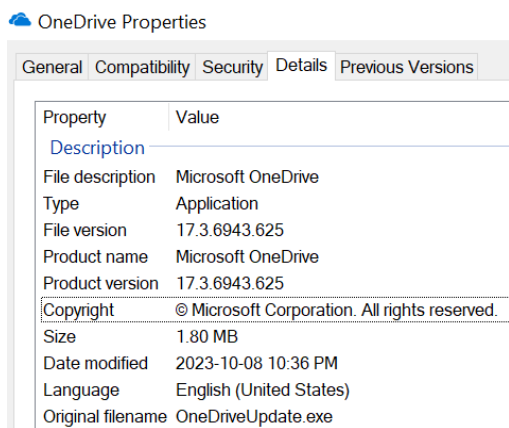 OneDrive Properties
General Compatibility Security Details Previous Versions
Property Value
Description
File description Microsoft OneDrive
Type Application
File version 17.3.6943.625
Product name Microsoft OneDrive
Product version 17.3.6943.625
Copyright © Microsoft Corporation. All rights reserved.
Size 1.80 MB
Date modified 2023-10-08 10:36 PM
Language English (United States)
Original filename OneDriveUpdate.exe